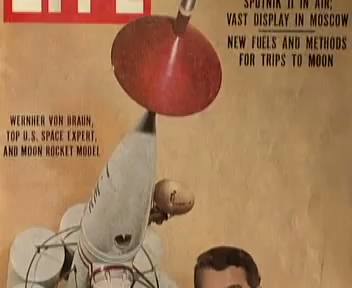 LIFE
SPUTNIK II IN AIR;
VAST DISPLAY IN MOSCOW
NEW FUELS AND METHODS
FOR TRIPS TO MOON
WERNHER VON BRAUN,
TOP U.S. SPACE EXPERT,
AND MOON ROCKET MODEL